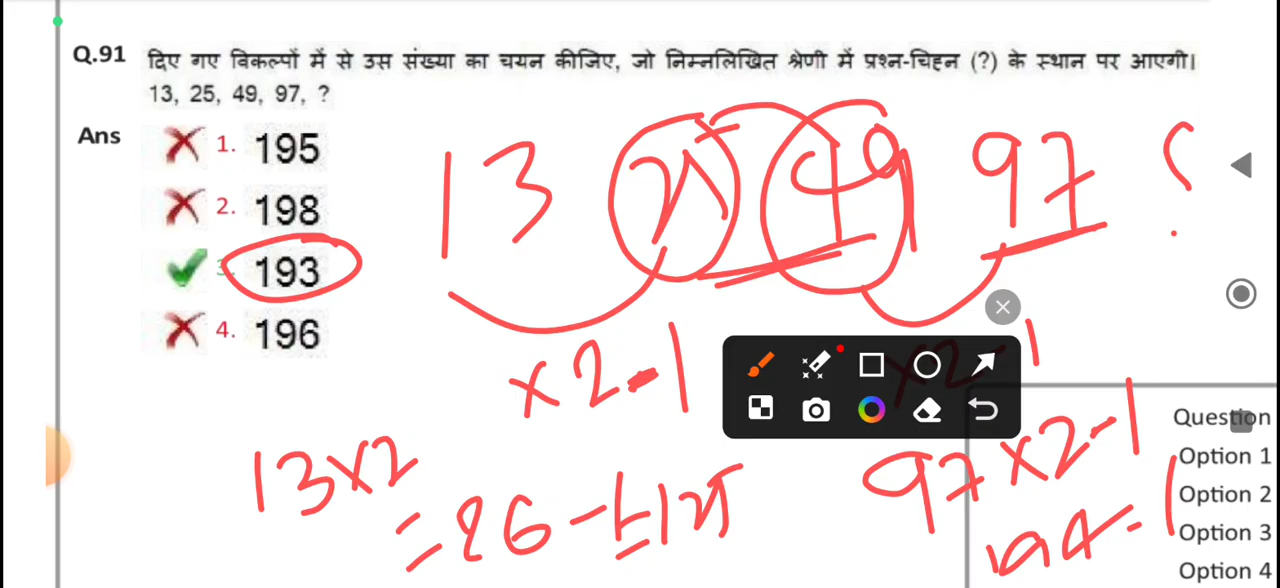 Q.91 दिए गए विकल्पों में से उस संख्या का चयन कीजिए, जो निम्नलिखित श्रेणी में प्रश्न-चिह्न (?) के स्थान पर आएगी।
13, 25, 49, 97, ?
Ans
1. 195
2. 198
3. 193
4. 196
13 25 49 97 ?
×2-1 ×2-1
13×2
=26-1
97×2-1
194=
Question
Option 1
Option 2
Option 3
Option 4